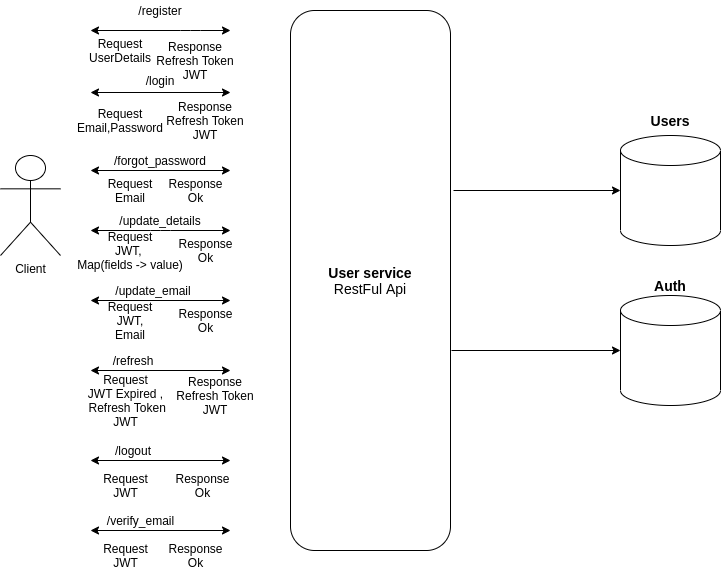 /register
Request
UserDetails
Response
Refresh Token
JWT
/login
Request
Email,Password
Response
Refresh Token
JWT
/forgot_password
Request
Email
Response
Ok
/update_details
Request
JWT,
Map(fields -> value)
Response
Ok
/update_email
Request
JWT,
Email
Response
Ok
/refresh
Request
JWT Expired ,
Refresh Token
JWT
Response
Refresh Token
JWT
/logout
Request
JWT
Response
Ok
/verify_email
Request
JWT
Response
Ok
Client
User service
RestFul Api
Users
Auth